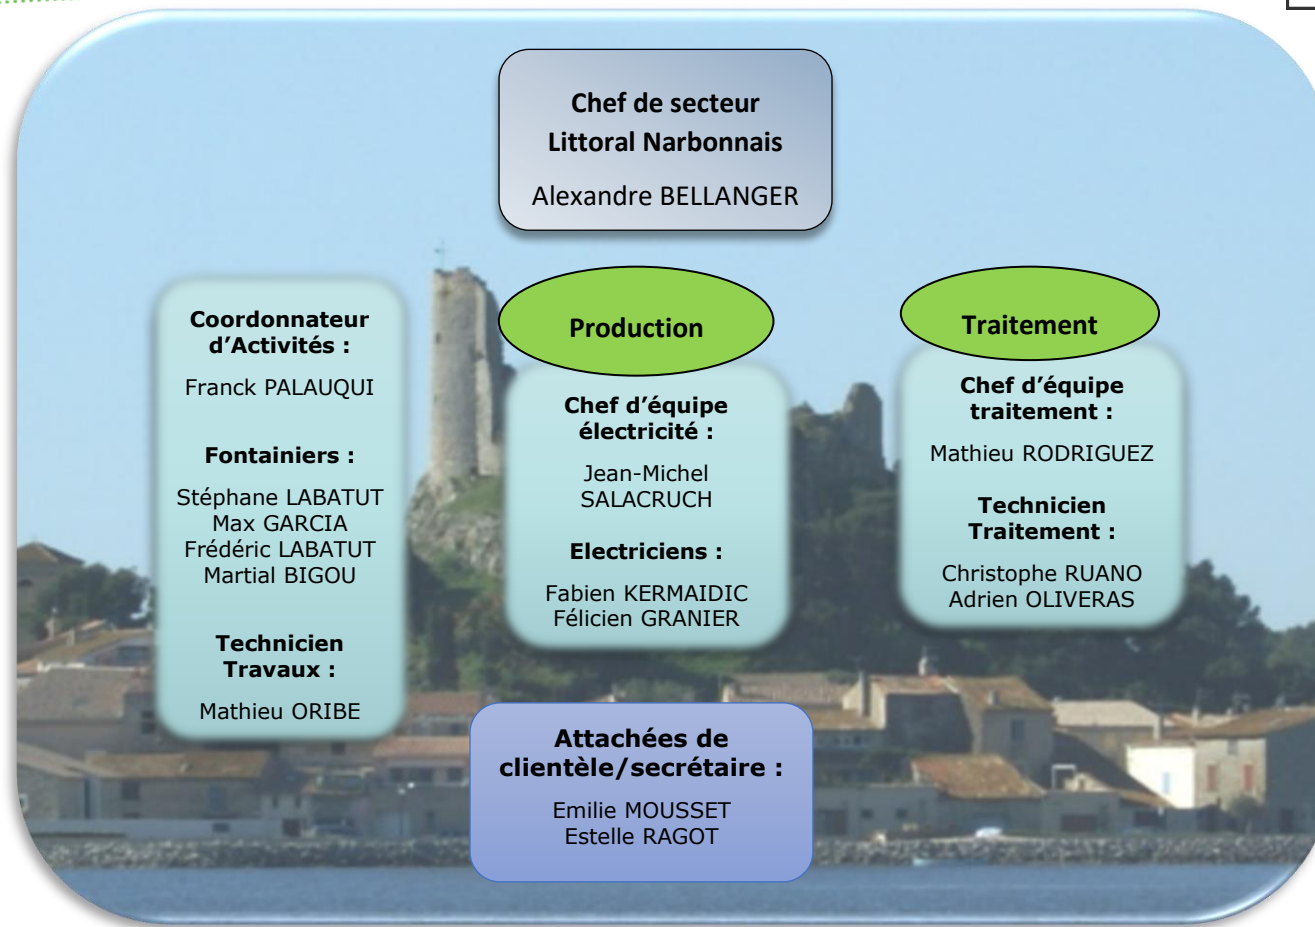 Chef de secteur
Littoral Narbonnais
Alexandre BELLANGER
Coordonnateur
d’Activités :
Franck PALAUQUI
Fontainiers :
Stéphane LABATUT
Max GARCIA
Frédéric LABATUT
Martial BIGOU
Technicien
Travaux :
Mathieu ORIBE
Production
Chef d’équipe
électricité :
Jean-Michel
SALACRUCH
Electriciens :
Fabien KERMAIDIC
Félicien GRANIER
Traitement
Chef d’équipe
traitement :
Mathieu RODRIGUEZ
Technicien
Traitement :
Christophe RUANO
Adrien OLIVERAS
Attachées de
clientèle/secrétaire :
Emilie MOUSSET
Estelle RAGOT